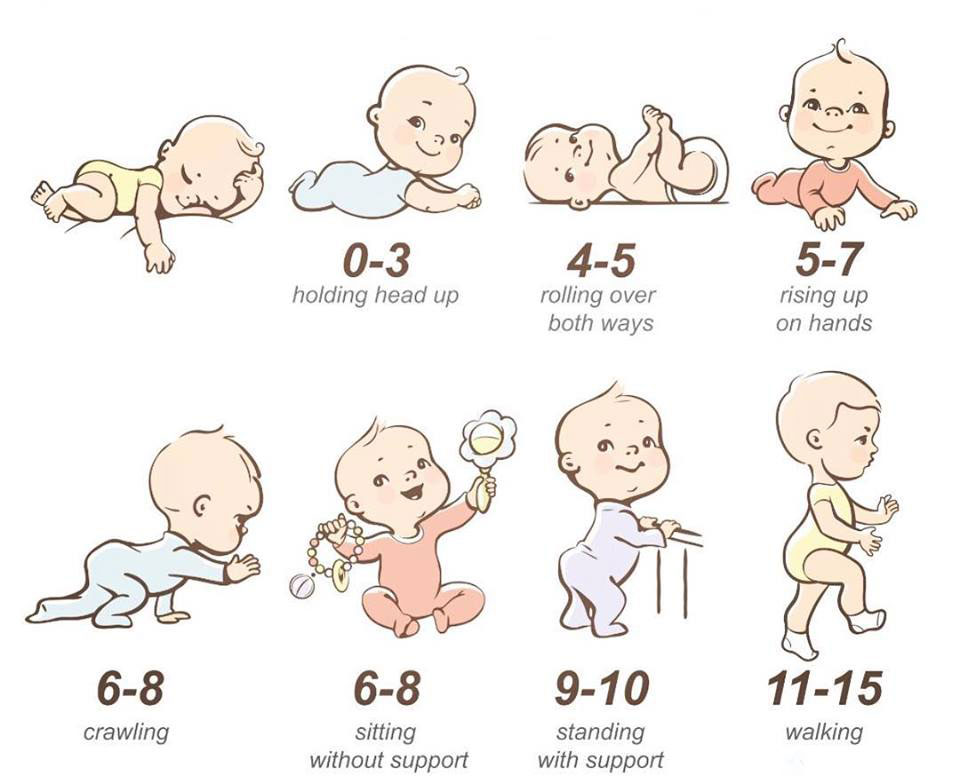 0-3
holding head up
4-5
rolling over
both ways
5-7
rising up
on hands
6-8
crawling
6-8
sitting
without support
9-10
standing
with support
11-15
walking